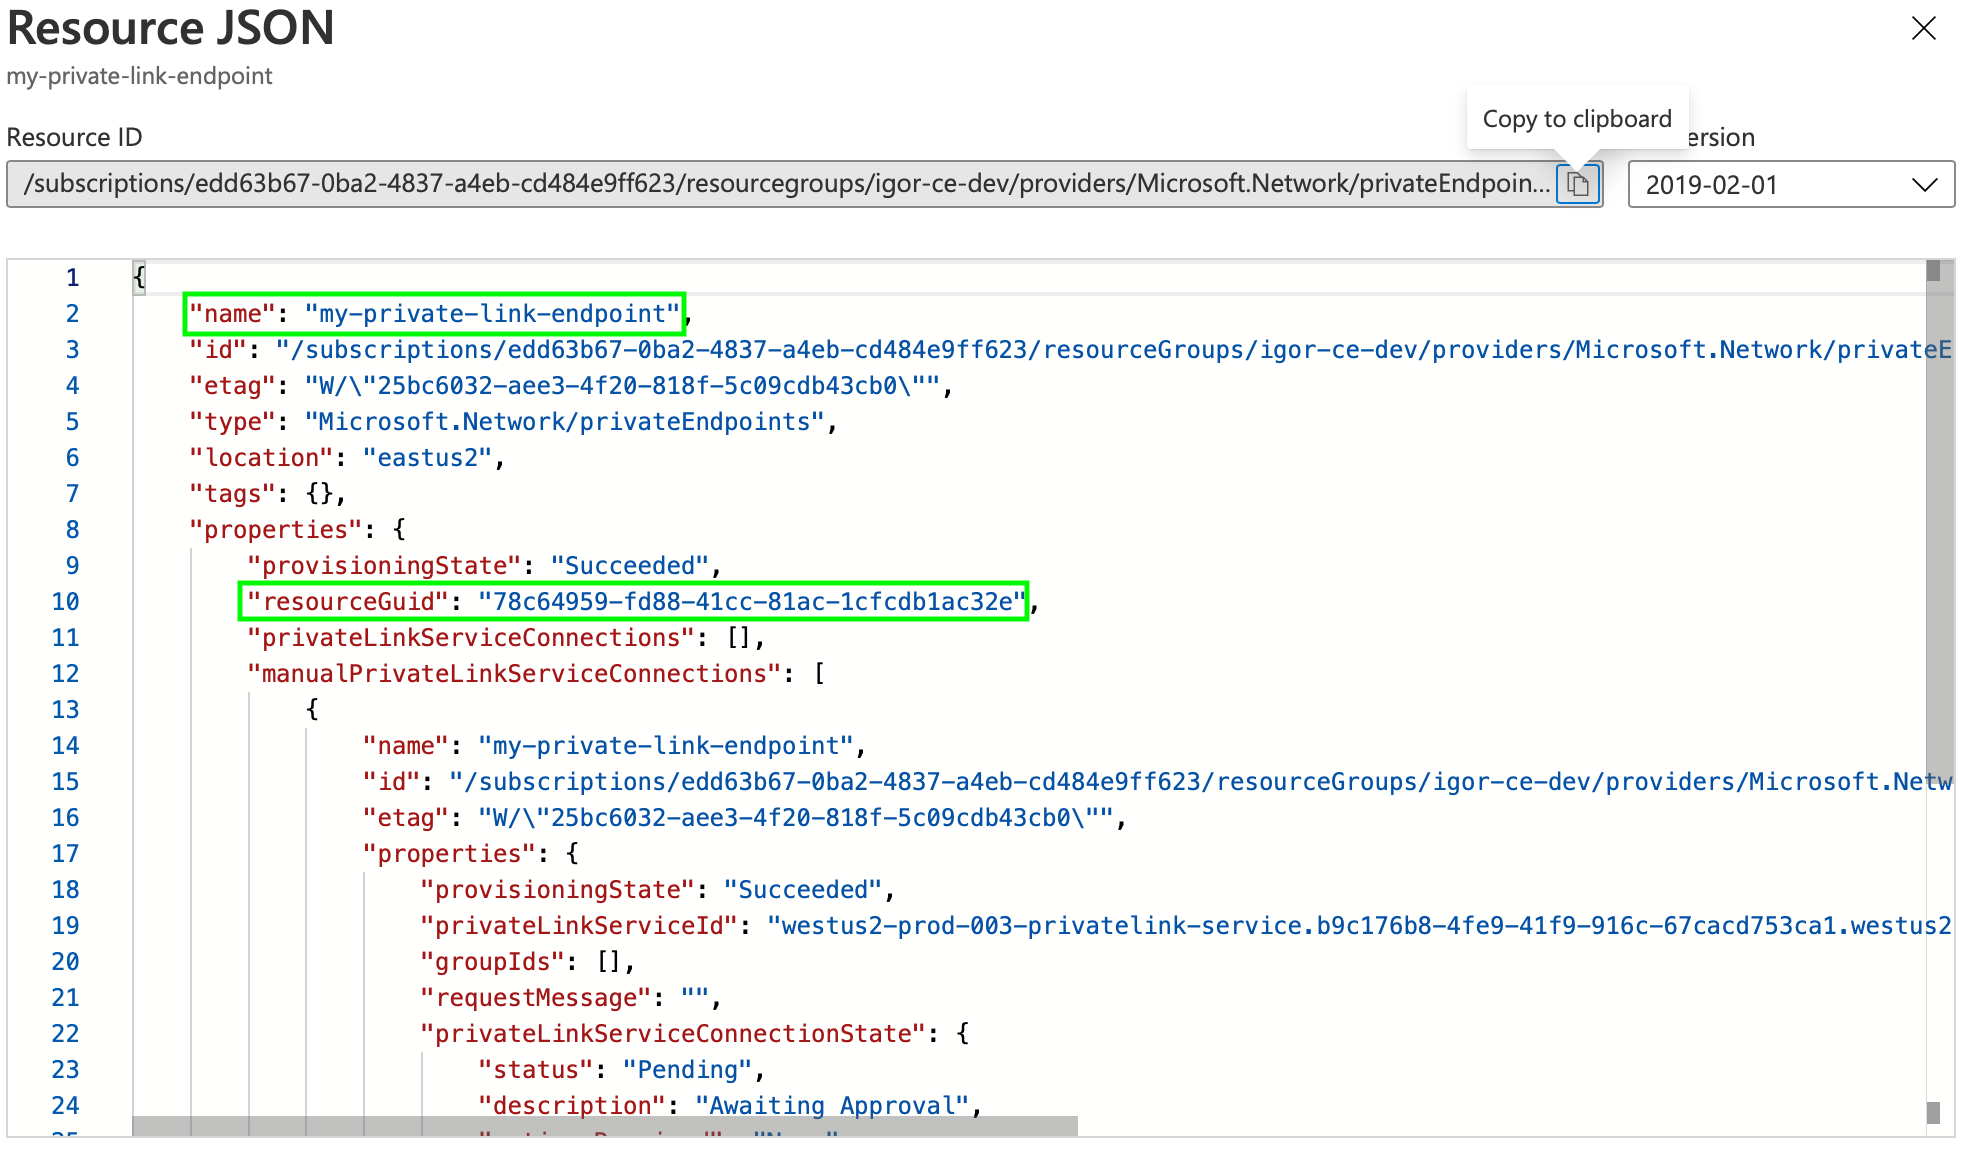 Resource JSON
my-private-link-endpoint
Copy to clipboard
Resource ID
ersion
/subscriptions/edd63b67-0ba2-4837-a4eb-cd484e9ff623/resourcegroups/igor-ce-dev/providers/Microsoft.Network/privateEndpoin...
2019-02-01
1 {
2 "name": "my-private-link-endpoint",
3 "id": "/subscriptions/edd63b67-0ba2-4837-a4eb-cd484e9ff623/resourceGroups/igor-ce-dev/providers/Microsoft.Network/privateE
4 "etag": "W/\"25bc6032-aee3-4f20-818f-5c09cdb43cb0\"",
5 "type": "Microsoft.Network/privateEndpoints",
6 "location": "eastus2",
7 "tags": {},
8 "properties": {
9 "provisioningState": "Succeeded",
10 "resourceGuid": "78c64959-fd88-41cc-81ac-1cfcdb1ac32e",
11 "privateLinkServiceConnections": [],
12 "manualPrivateLinkServiceConnections": [
13 {
14 "name": "my-private-link-endpoint",
15 "id": "/subscriptions/edd63b67-0ba2-4837-a4eb-cd484e9ff623/resourceGroups/igor-ce-dev/providers/Microsoft.Netw
16 "etag": "W/\"25bc6032-aee3-4f20-818f-5c09cdb43cb0\"",
17 "properties": {
18 "provisioningState": "Succeeded",
19 "privateLinkServiceId": "westus2-prod-003-privatelink-service.b9c176b8-4fe9-41f9-916c-67cacd753ca1.westus2
20 "groupIds": [],
21 "requestMessage": "",
22 "privateLinkServiceConnectionState": {
23 "status": "Pending",
24 "description": "Awaiting Approval",